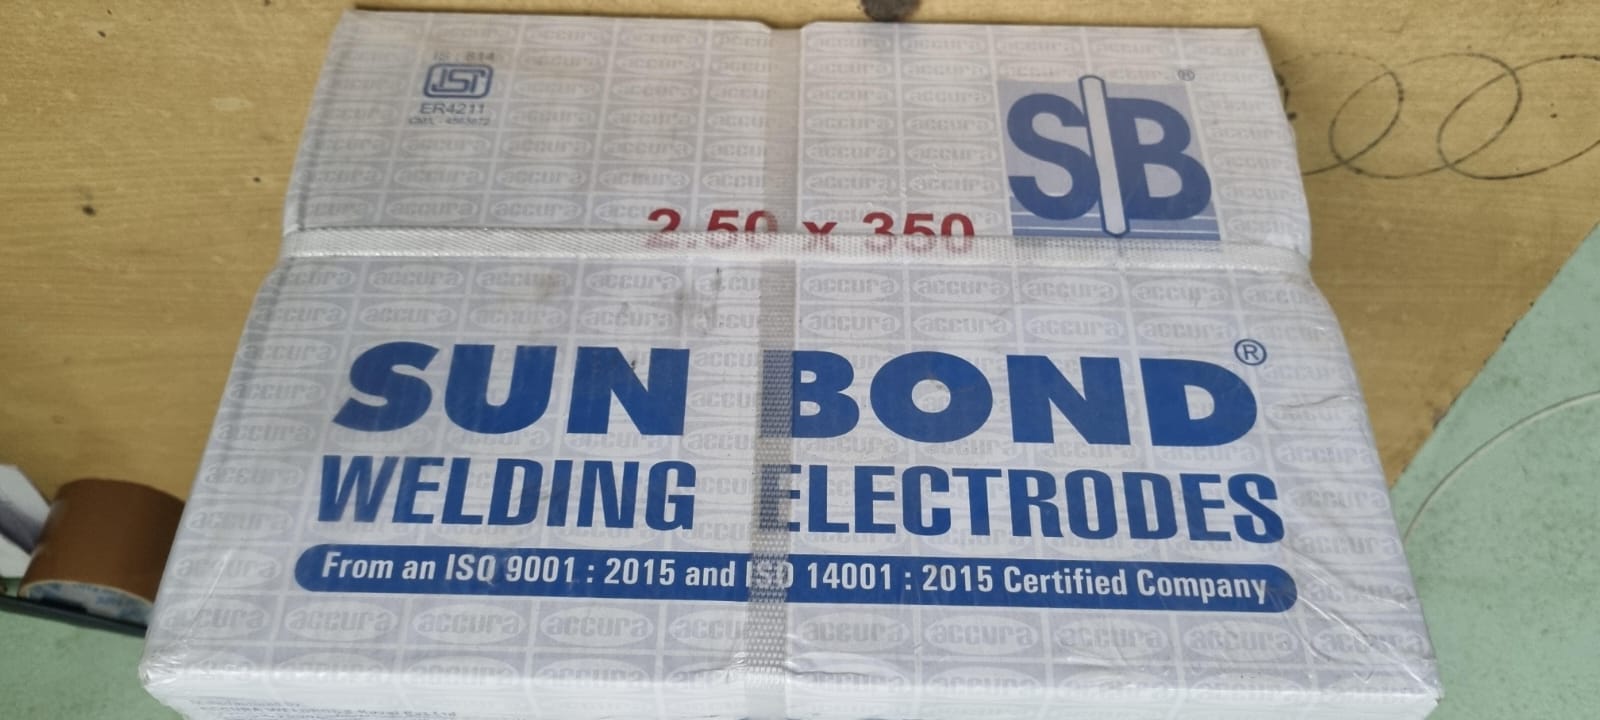 IS : 814
ISI
ER4211
SB®
2.50 x 350
SUN BOND®
WELDING ELECTRODES
From an ISO 9001 : 2015 and ISO 14001 : 2015 Certified Company
accura